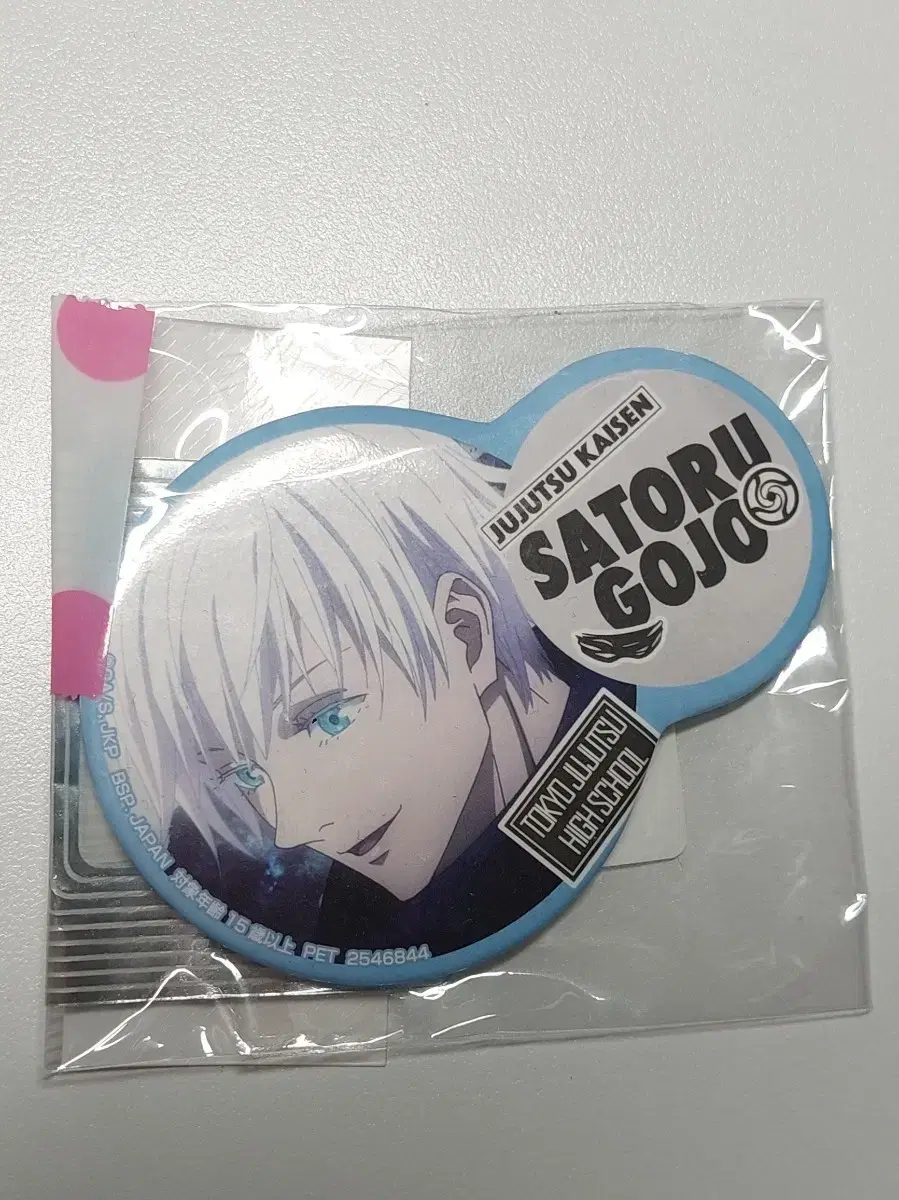 JUJUTSU KAISEN
SATORU
GOJO
TOKYO JUJUTSU
HIGH SCHOOL
JKP BSP, JAPAN 対象年齢15歳以上 PET 2546844